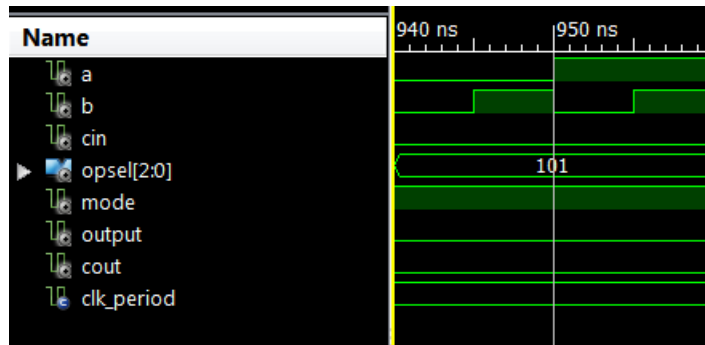 Name
940 ns
950 ns
a
b
cin
opsel[2:0]
101
mode
output
cout
clk_period